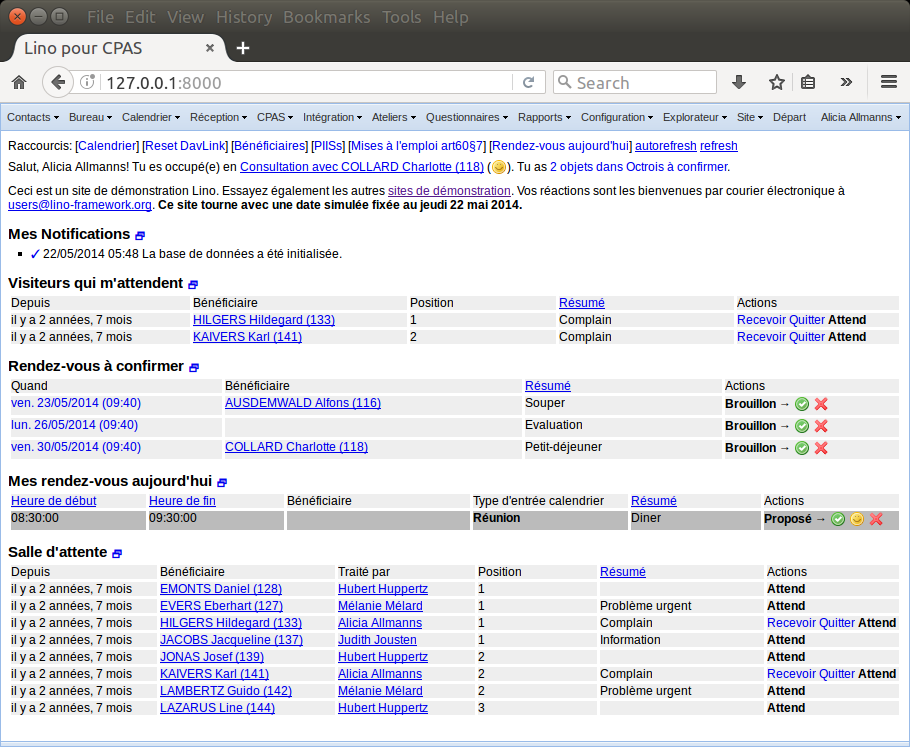 File Edit View History Bookmarks Tools Help
Lino pour CPAS
127.0.0.1:8000 Search
Contacts Bureau Calendrier Réception CPAS Intégration Ateliers Questionnaires Rapports Configuration Explorateur Site Départ Alicia Allmanns
Raccourcis: [Calendrier] [Reset DavLink] [Bénéficiaires] [PIISs] [Mises à l'emploi art60§7] [Rendez-vous aujourd'hui] autorefresh refresh
Salut, Alicia Allmanns! Tu es occupé(e) en Consultation avec COLLARD Charlotte (118) (). Tu as 2 objets dans Octrois à confirmer.
Ceci est un site de démonstration Lino. Essayez également les autres sites de démonstration. Vos réactions sont les bienvenues par courier électronique à
users@lino-framework.org. Ce site tourne avec une date simulée fixée au jeudi 22 mai 2014.
Mes Notifications
✓ 22/05/2014 05:48 La base de données a été initialisée.
Visiteurs qui m'attendent
Depuis Bénéficiaire Position Résumé Actions
il y a 2 années, 7 mois HILGERS Hildegard (133) 1 Complain Recevoir Quitter Attend
il y a 2 années, 7 mois KAIVERS Karl (141) 2 Complain Recevoir Quitter Attend
Rendez-vous à confirmer
Quand Bénéficiaire Résumé Actions
ven. 23/05/2014 (09:40) AUSDEMWALD Alfons (116) Souper Brouillon →
lun. 26/05/2014 (09:40) Evaluation Brouillon →
ven. 30/05/2014 (09:40) COLLARD Charlotte (118) Petit-déjeuner Brouillon →
Mes rendez-vous aujourd'hui
Heure de début Heure de fin Bénéficiaire Type d'entrée calendrier Résumé Actions
08:30:00 09:30:00 Réunion Diner Proposé →
Salle d'attente
Depuis Bénéficiaire Traité par Position Résumé Actions
il y a 2 années, 7 mois EMONTS Daniel (128) Hubert Huppertz 1 Attend
il y a 2 années, 7 mois EVERS Eberhart (127) Mélanie Mélard 1 Problème urgent Attend
il y a 2 années, 7 mois HILGERS Hildegard (133) Alicia Allmanns 1 Complain Recevoir Quitter Attend
il y a 2 années, 7 mois JACOBS Jacqueline (137) Judith Jousten 1 Information Attend
il y a 2 années, 7 mois JONAS Josef (139) Hubert Huppertz 2 Attend
il y a 2 années, 7 mois KAIVERS Karl (141) Alicia Allmanns 2 Complain Recevoir Quitter Attend
il y a 2 années, 7 mois LAMBERTZ Guido (142) Mélanie Mélard 2 Problème urgent Attend
il y a 2 années, 7 mois LAZARUS Line (144) Hubert Huppertz 3 Attend